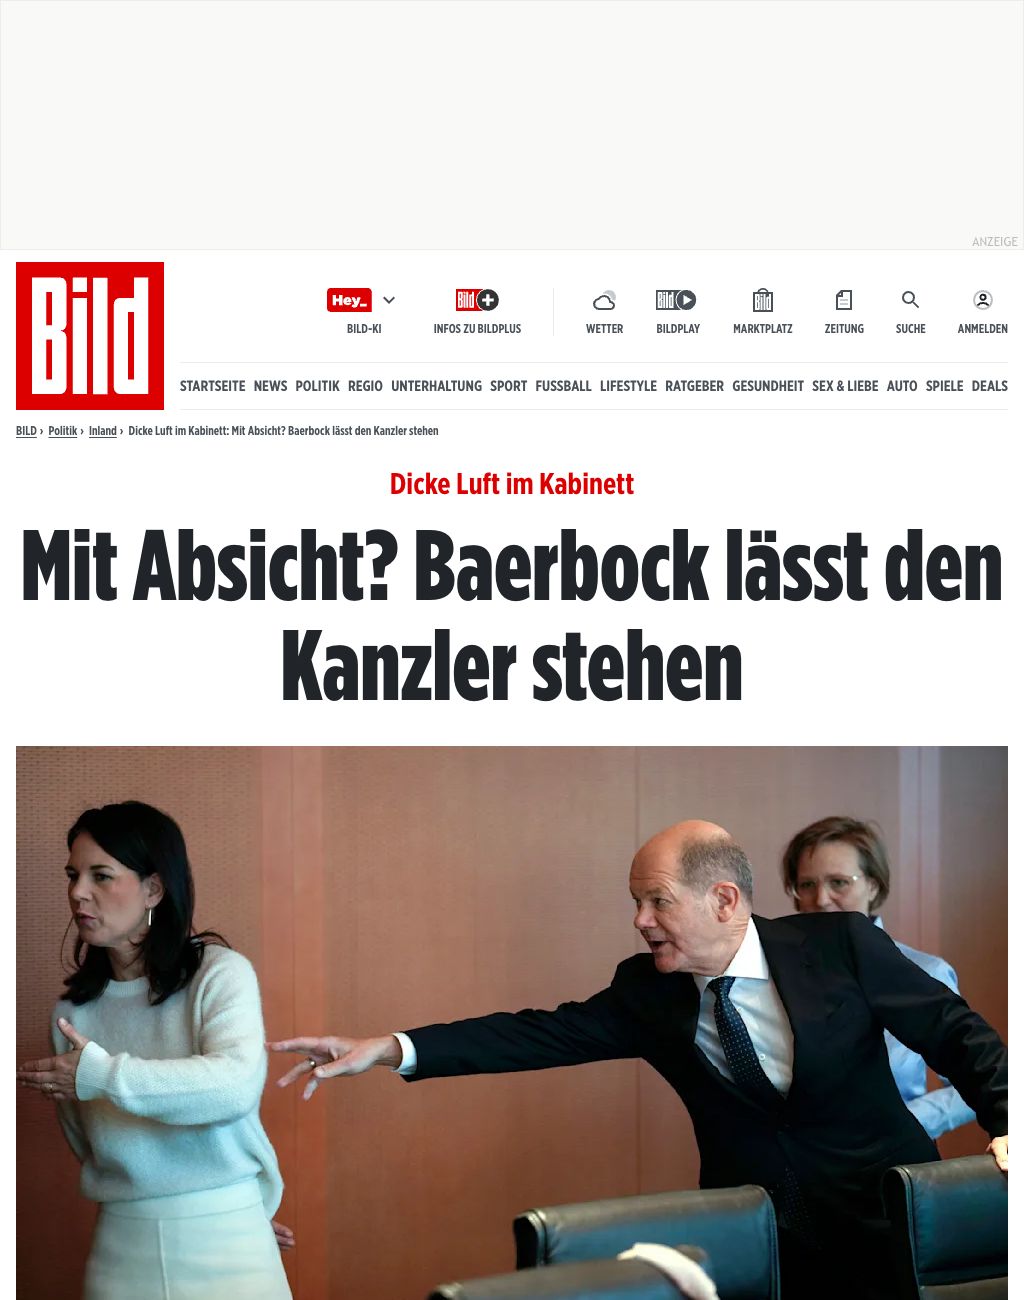 ANZEIGE
Bild
Hey_
BILD-KI
Bild
INFOS ZU BILDPLUS
WETTER
Bild
BILDPLAY
Bild
MARKTPLATZ
ZEITUNG
SUCHE
ANMELDEN
STARTSEITE NEWS POLITIK REGIO UNTERHALTUNG SPORT FUSSBALL LIFESTYLE RATGEBER GESUNDHEIT SEX & LIEBE AUTO SPIELE DEALS
BILD › Politik › Inland › Dicke Luft im Kabinett: Mit Absicht? Baerbock lässt den Kanzler stehen
Dicke Luft im Kabinett
Mit Absicht? Baerbock lässt den
Kanzler stehen